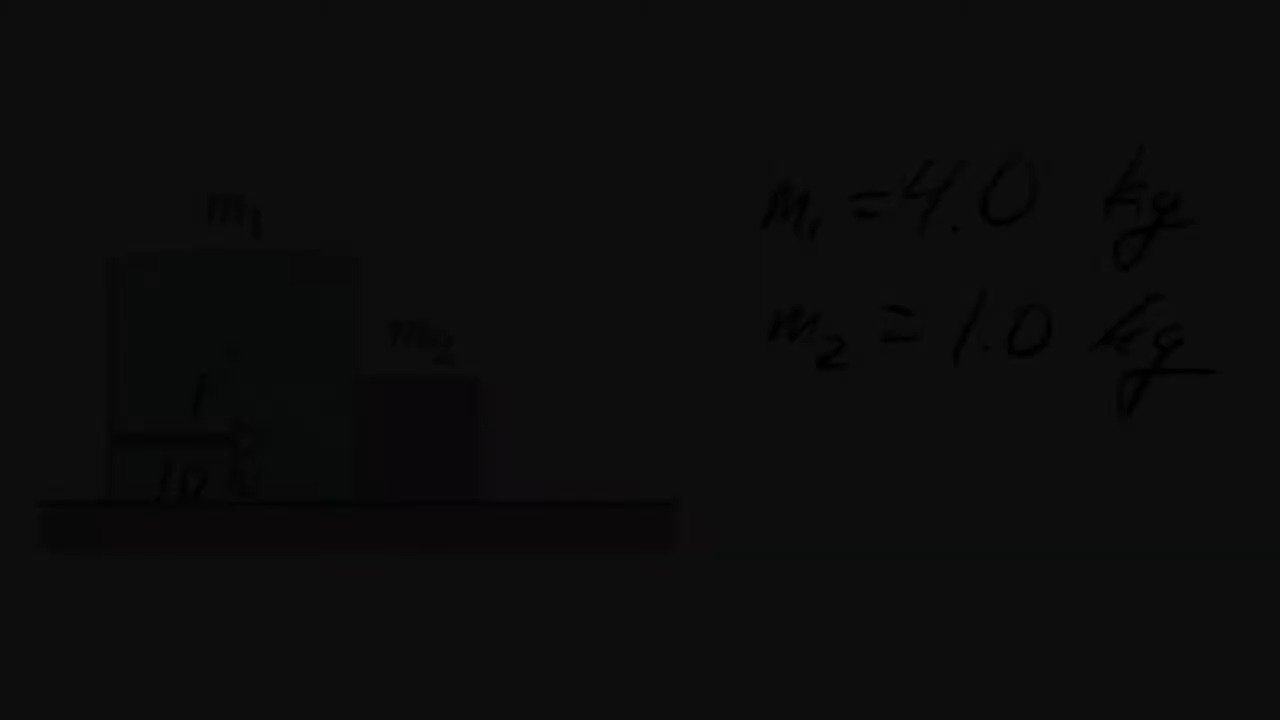 m₁ = 4.0 kg
m₂ = 1.0 kg
m₁
m₂
10